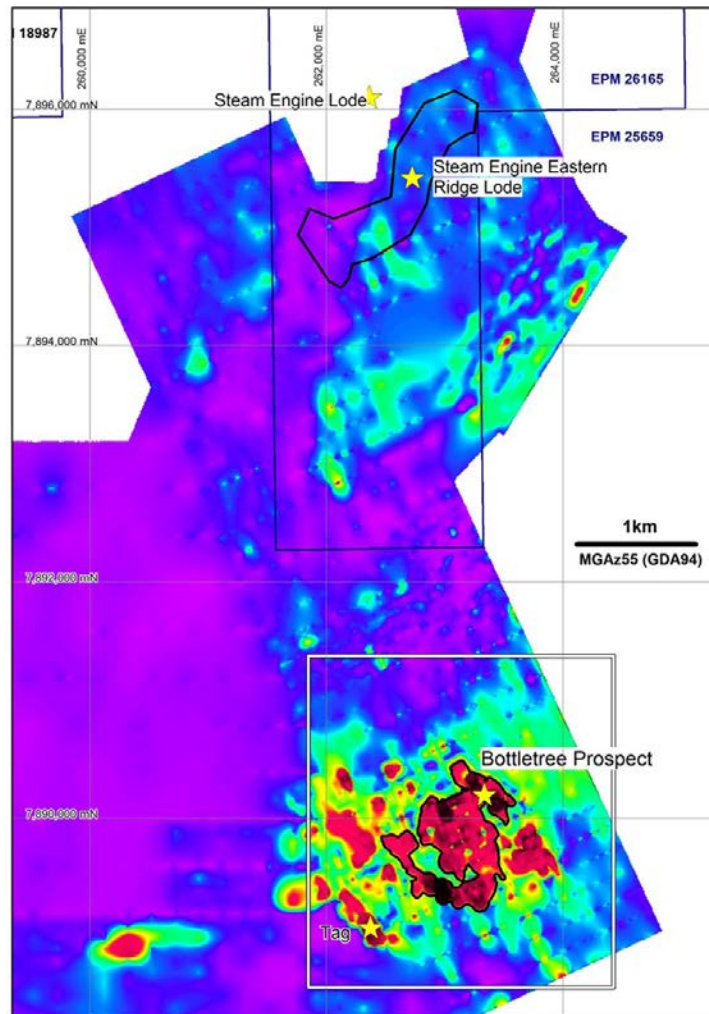 18987
260,000 mE
262,000 mE
264,000 mE
EPM 26165
Steam Engine Lode
7,896,000 mN
EPM 25659
Steam Engine Eastern
Ridge Lode
7,894,000 mN
1km
MGAz55 (GDA94)
7,892,000 mN
Bottletree Prospect
7,890,000 mN
Tag